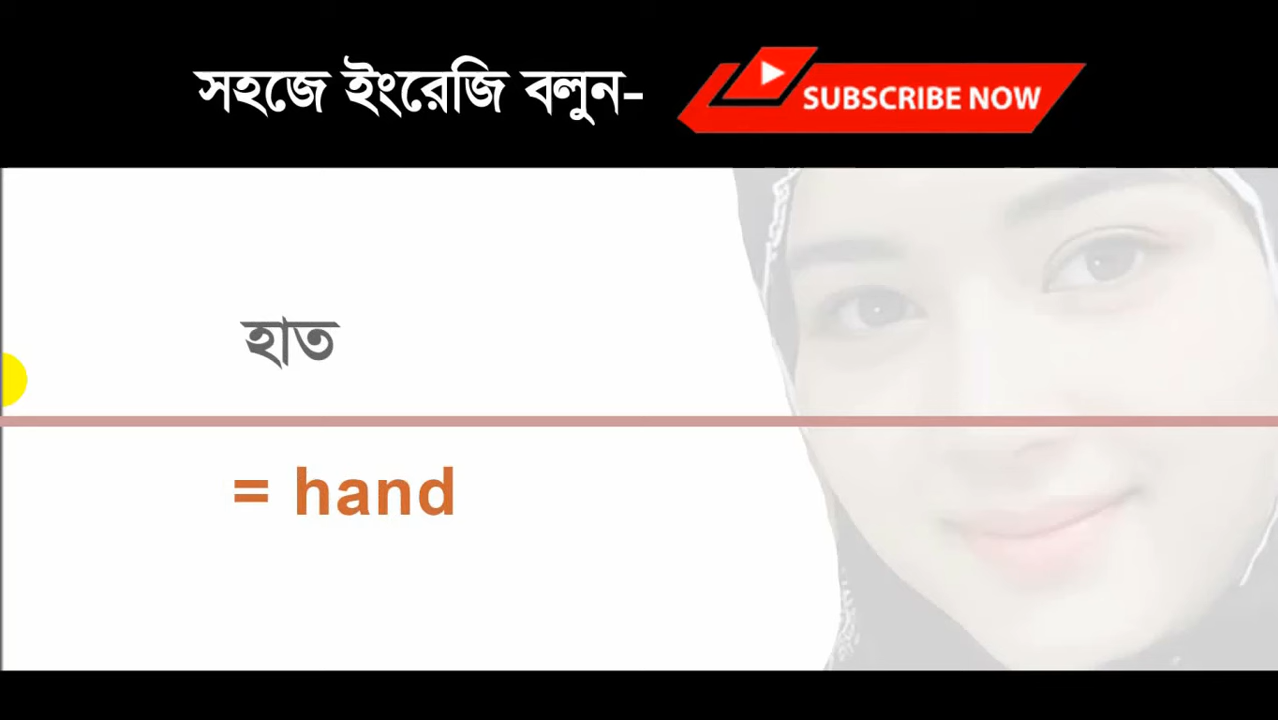 সহজে ইংরেজি বলুন- SUBSCRIBE NOW
হাত
= hand